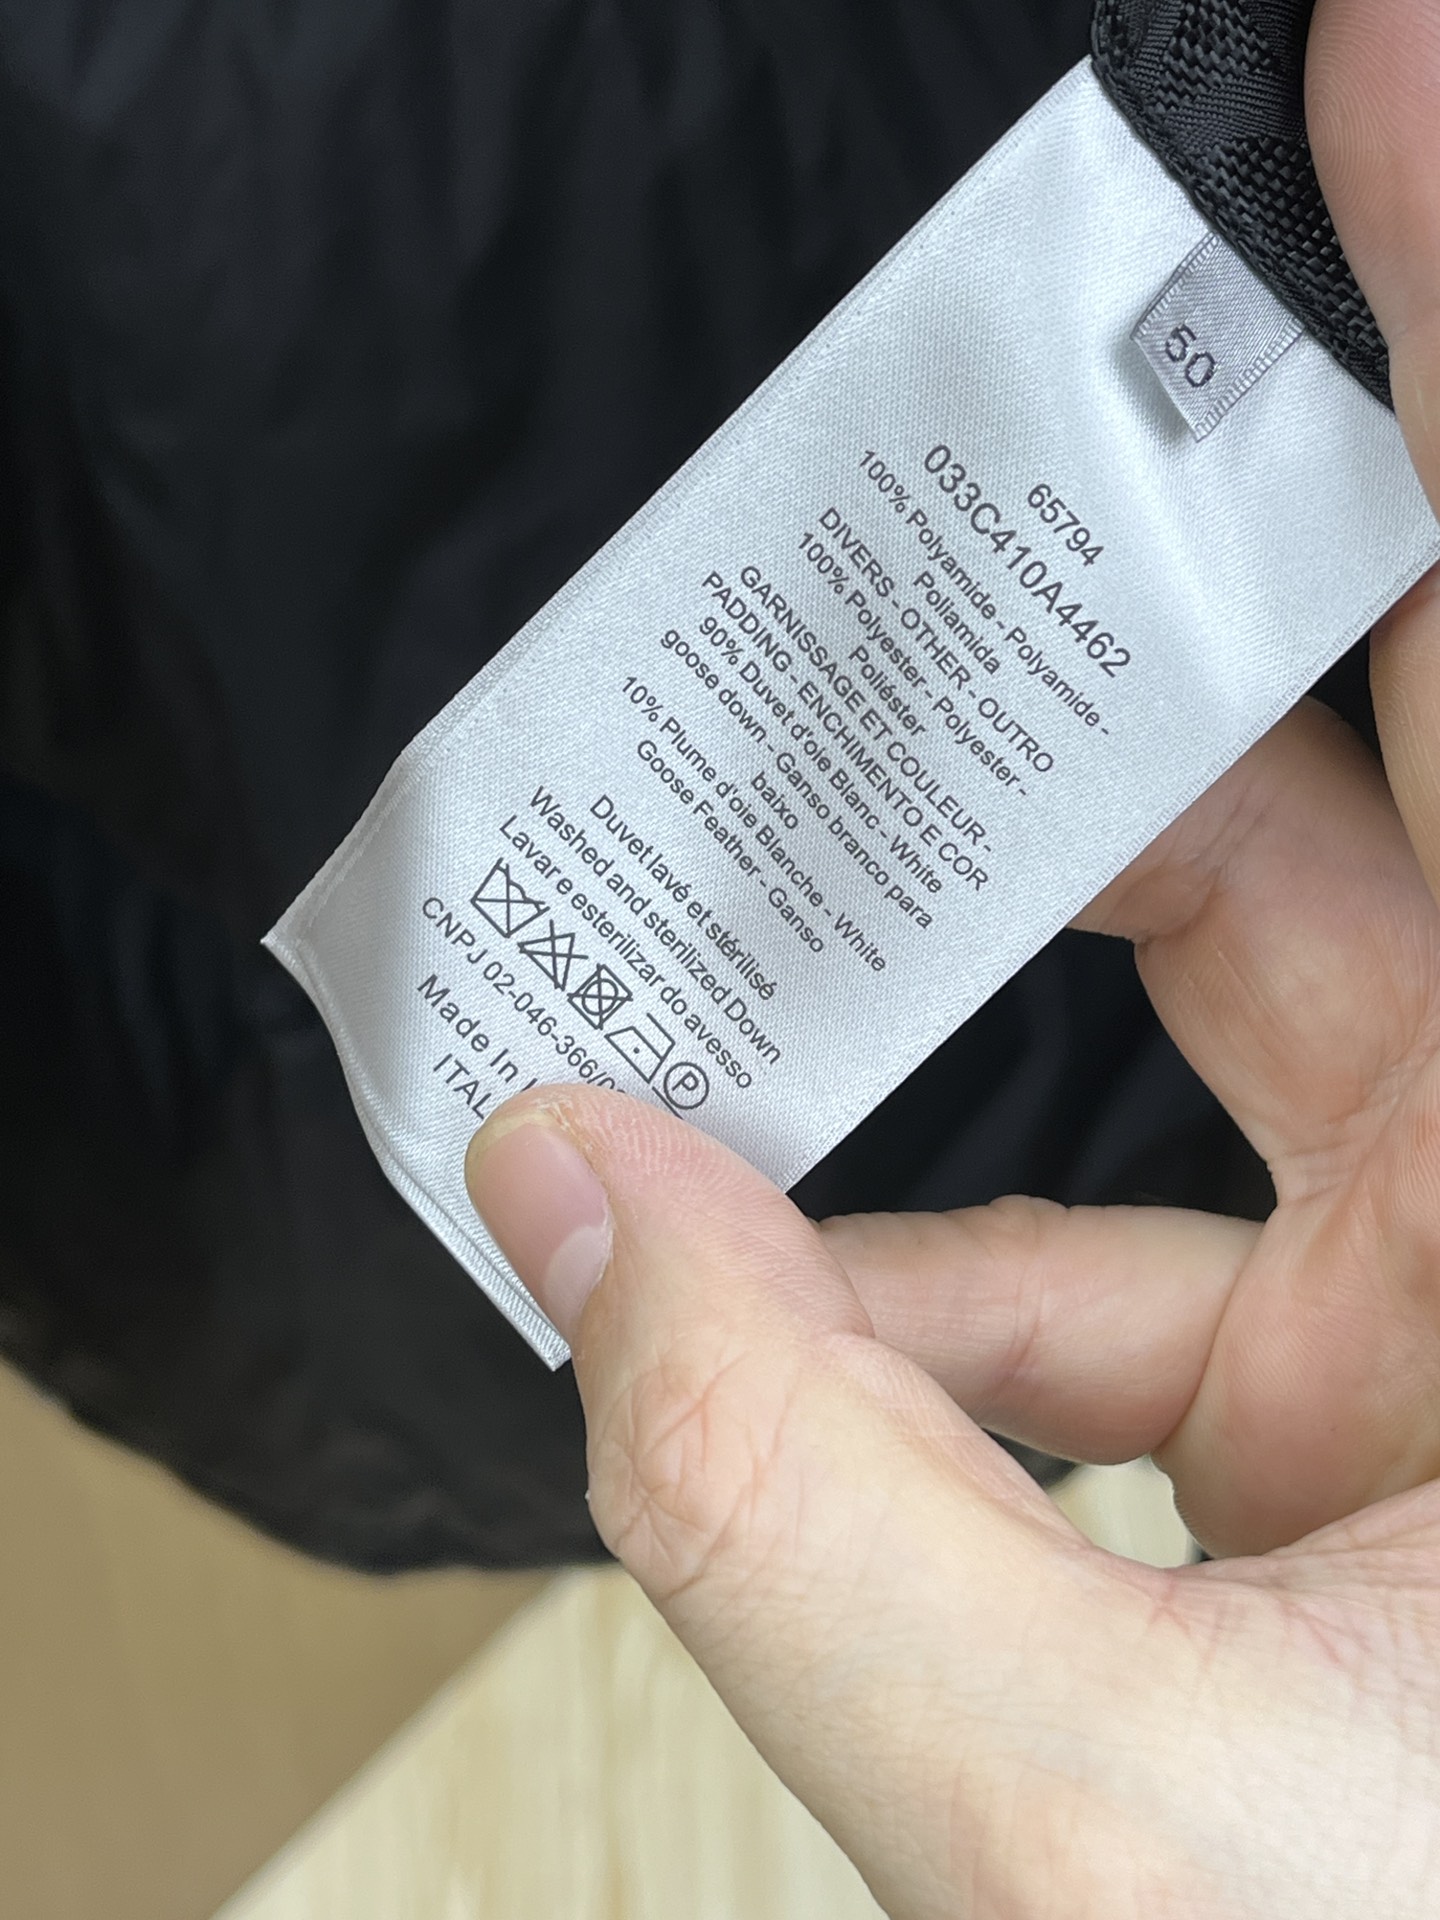 50
65794
033C410A4462
100% Polyamide - Polyamide -
Poliamida
DIVERS - OTHER - OUTRO
100% Polyester - Polyester -
Poliéster
GARNISSAGE ET COULEUR -
PADDING - ENCHIMENTO E COR
90% Duvet d'oie Blanc - White
goose down - Ganso branco para
baixo
10% Plume d'oie Blanche - White
Goose Feather - Ganso
Duvet lavé et stérilisé
Washed and sterilized Down
Lavar e esterilizar do avesso
P
CNPJ 02-046-366/0
Made In
ITAL